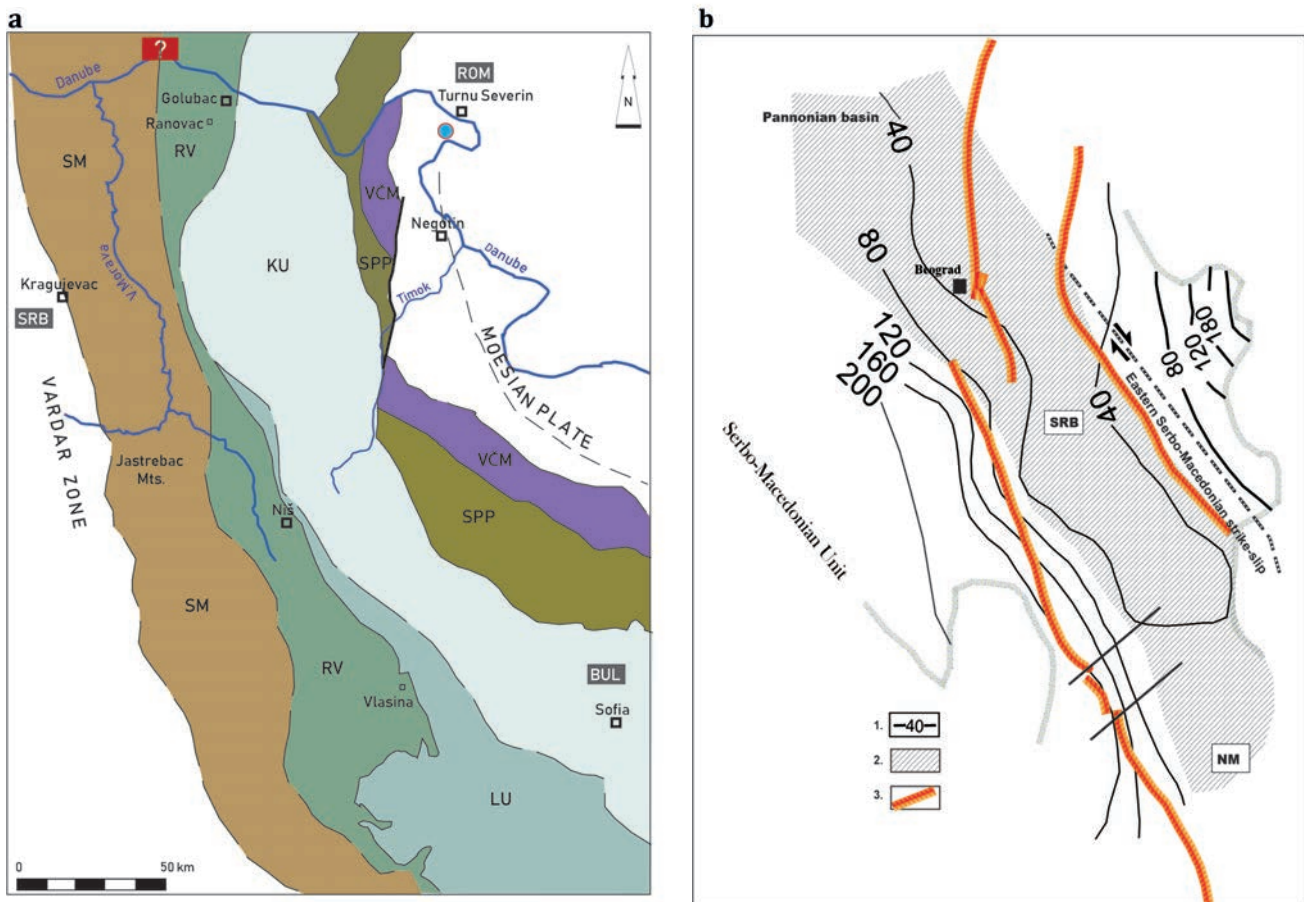 a
?
Danube
ROM
Turnu Severin
N
Golubac
Ranovac
SM
RV
VČM
Negotin
V.Morava
KU
SPP
Danube
Timok
Kragujevac
SRB
MOESIAN PLATE
VARDAR ZONE
VČM
Jastrebac
Mts.
SPP
Niš
SM
RV
BUL
Vlasina
Sofia
LU
0
50 km
b
Pannonian basin
40
80
Beograd
180
120
80
120
160
200
40
SRB
Eastern Serbo-Macedonian strike-slip
Serbo-Macedonian Unit
1.
40
2.
NM
3.